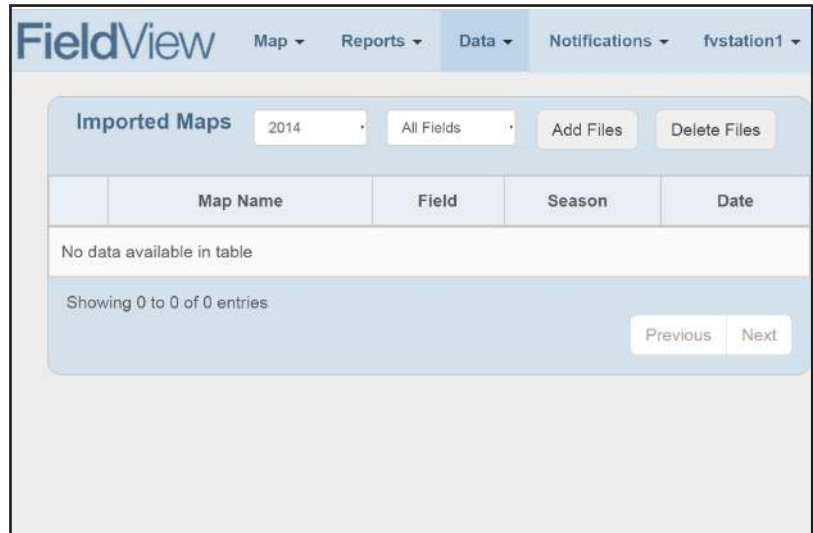 FieldView Map Reports Data Notifications fvstation1
Imported Maps 2014 All Fields Add Files Delete Files
Map Name Field Season Date
No data available in table
Showing 0 to 0 of 0 entries
Previous Next